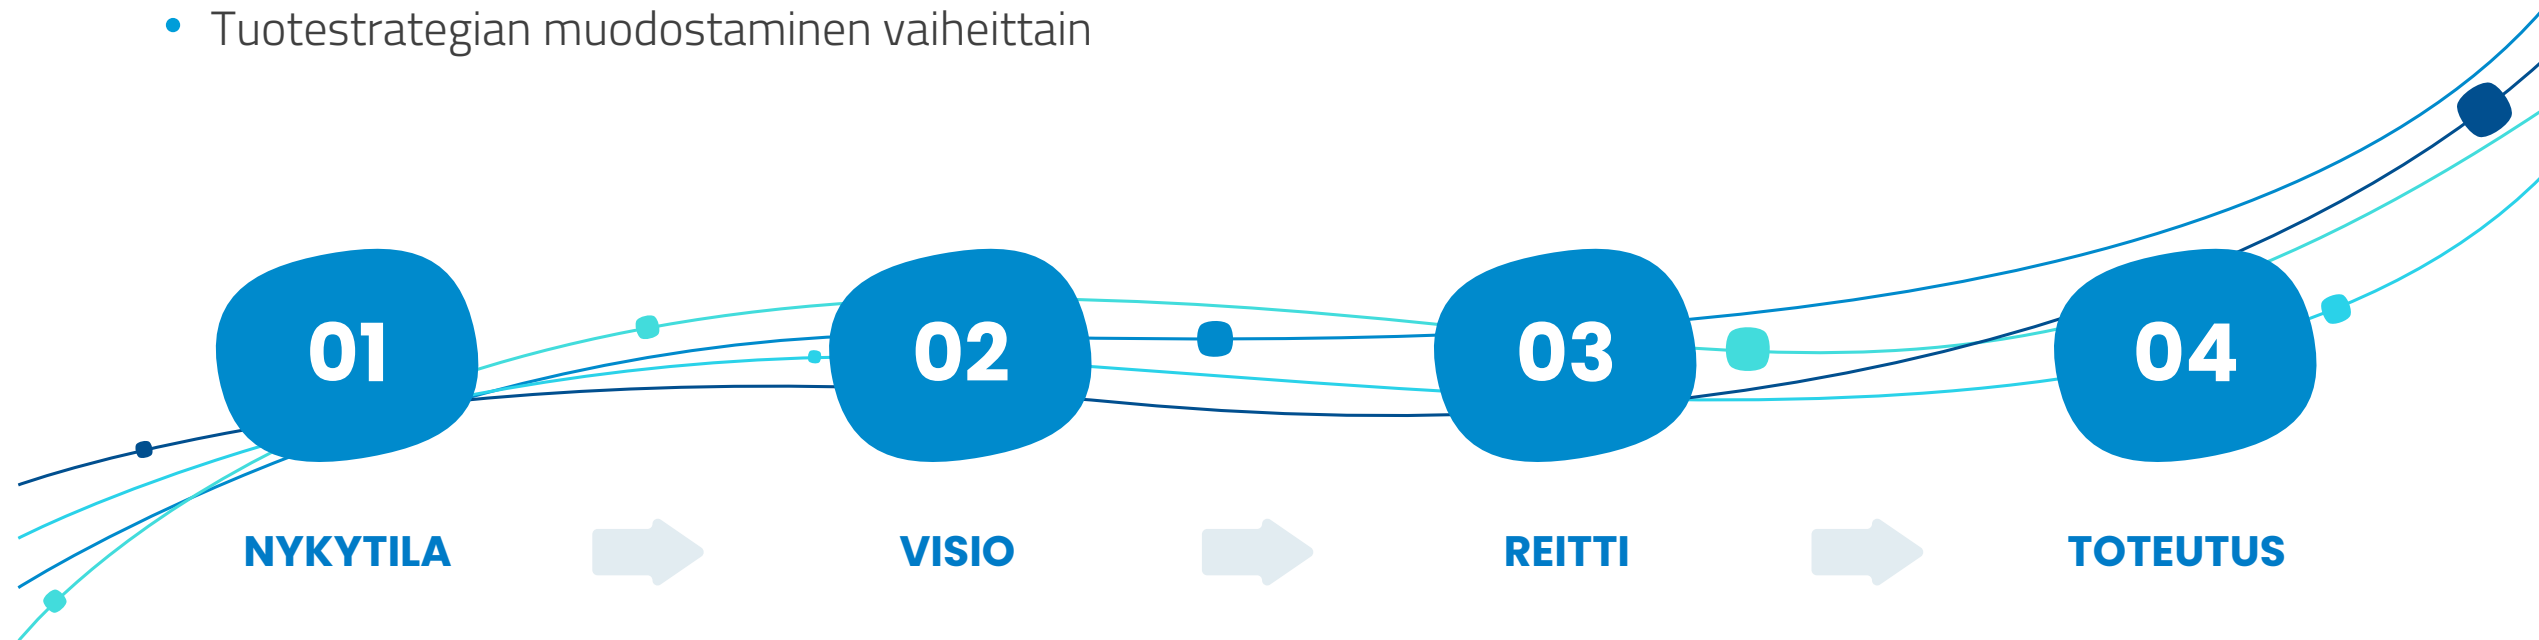 • Tuotestrategian muodostaminen vaiheittain
01 02 03 04
NYKYTILA VISIO REITTI TOTEUTUS